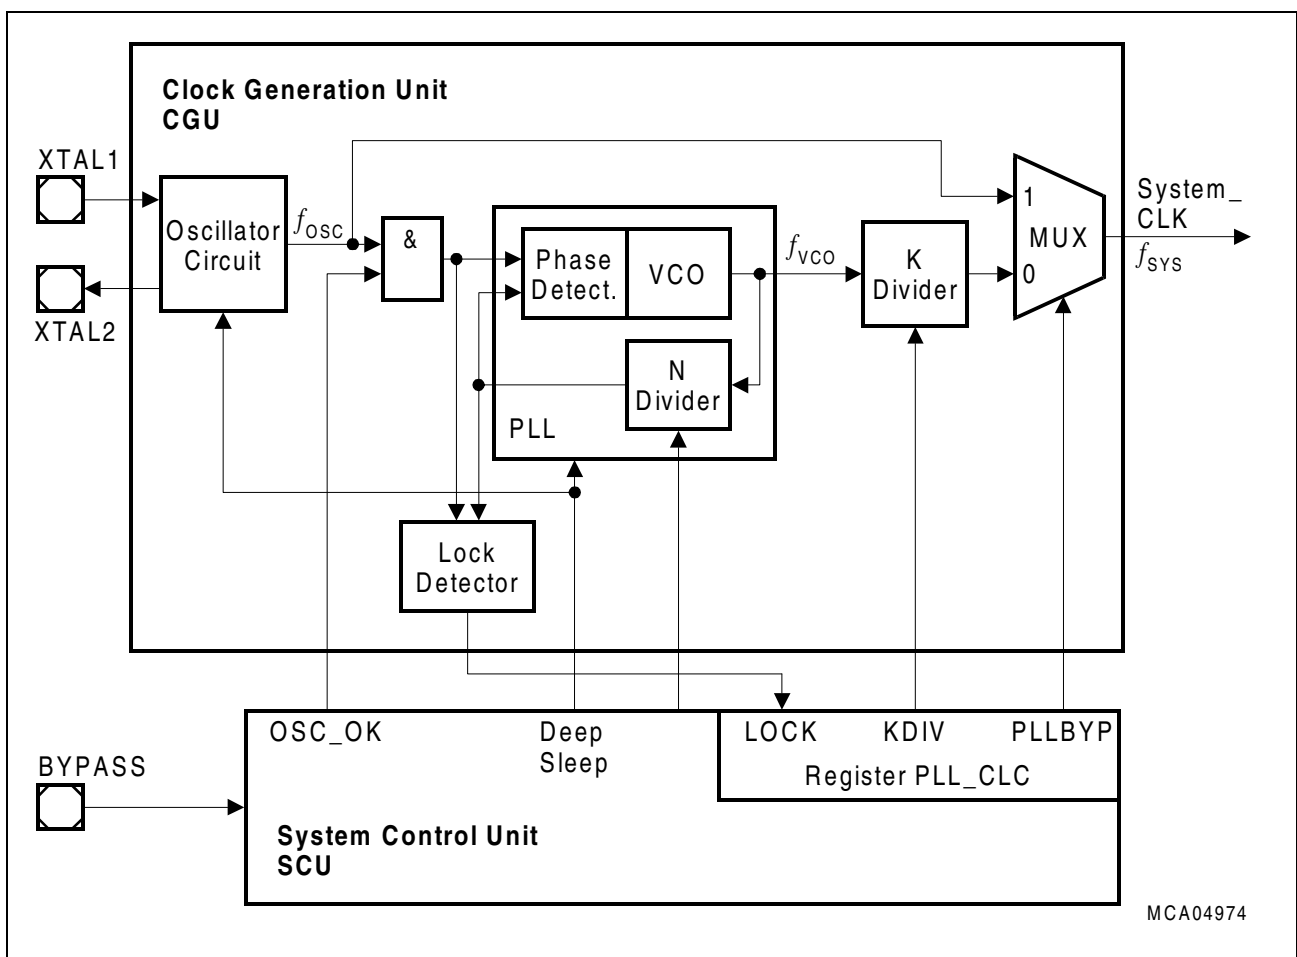 Clock Generation Unit
CGU
XTAL1
XTAL2
Oscillator
Circuit
fOSC
&
Phase
Detect.
VCO
N
Divider
PLL
fVCO
K
Divider
1
MUX
0
System_
CLK
fSYS
Lock
Detector
OSC_OK
Deep
Sleep
LOCK KDIV PLLBYP
Register PLL_CLC
BYPASS
System Control Unit
SCU
MCA04974